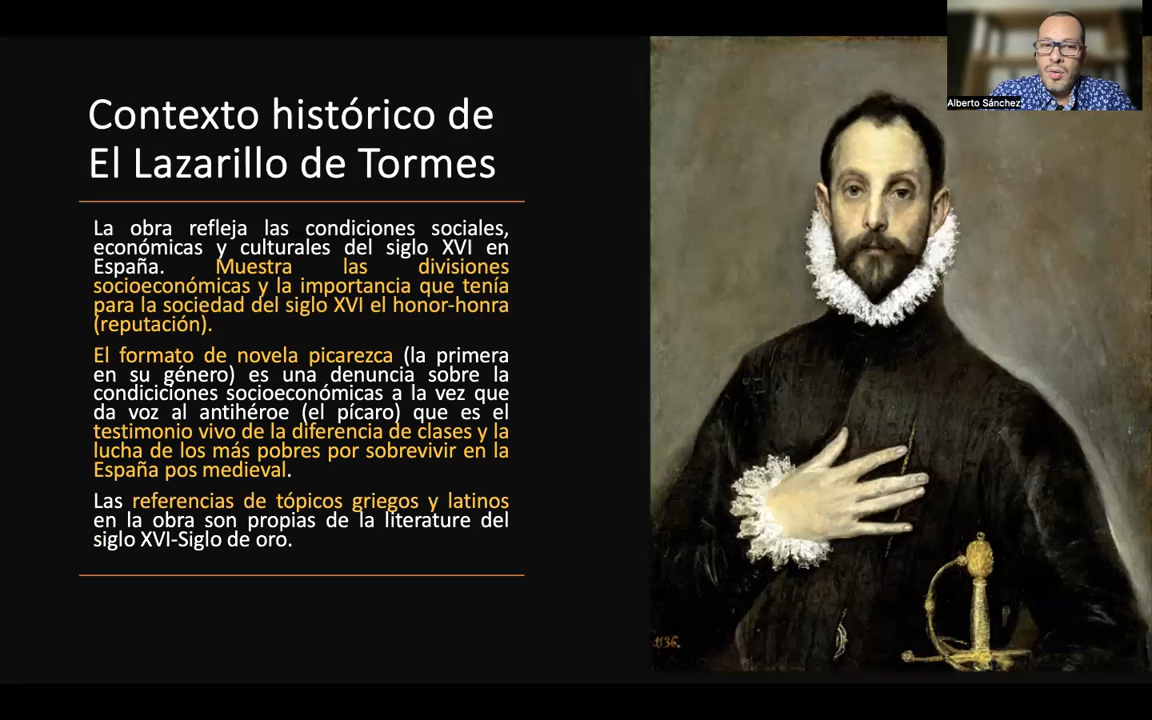 Contexto histórico de
El Lazarillo de Tormes
La obra refleja las condiciones sociales,
económicas y culturales del siglo XVI en
España. Muestra las divisiones
socioeconómicas y la importancia que tenía
para la sociedad del siglo XVI el honor-honra
(reputación).
El formato de novela picarezca (la primera
en su género) es una denuncia sobre la
condiciciones socioeconómicas a la vez que
da voz al antihéroe (el pícaro) que es el
testimonio vivo de la diferencia de clases y la
lucha de los más pobres por sobrevivir en la
España pos medieval.
Las referencias de tópicos griegos y latinos
en la obra son propias de la literature del
siglo XVI-Siglo de oro.
Alberto Sánchez